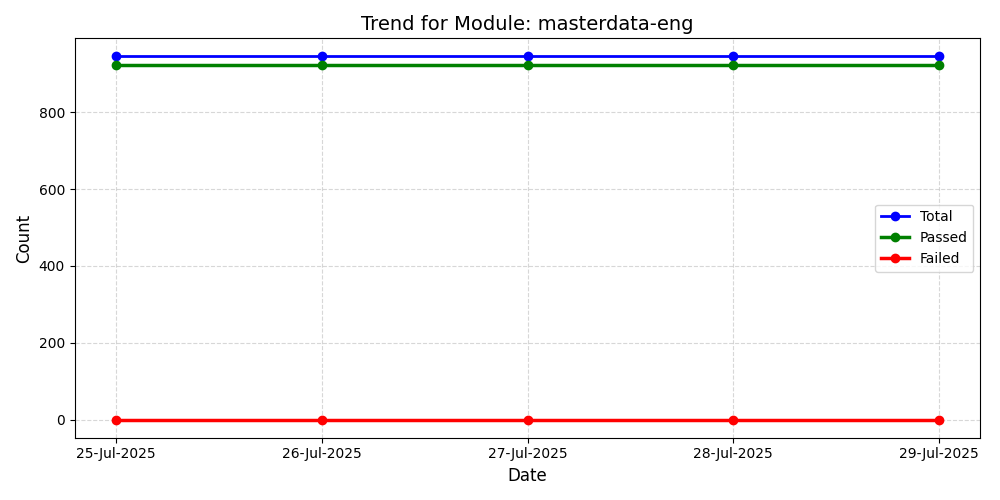 Trend for Module: masterdata-eng
Count
800
600
400
200
0
Total
Passed
Failed
25-Jul-2025
26-Jul-2025
27-Jul-2025
28-Jul-2025
29-Jul-2025
Date